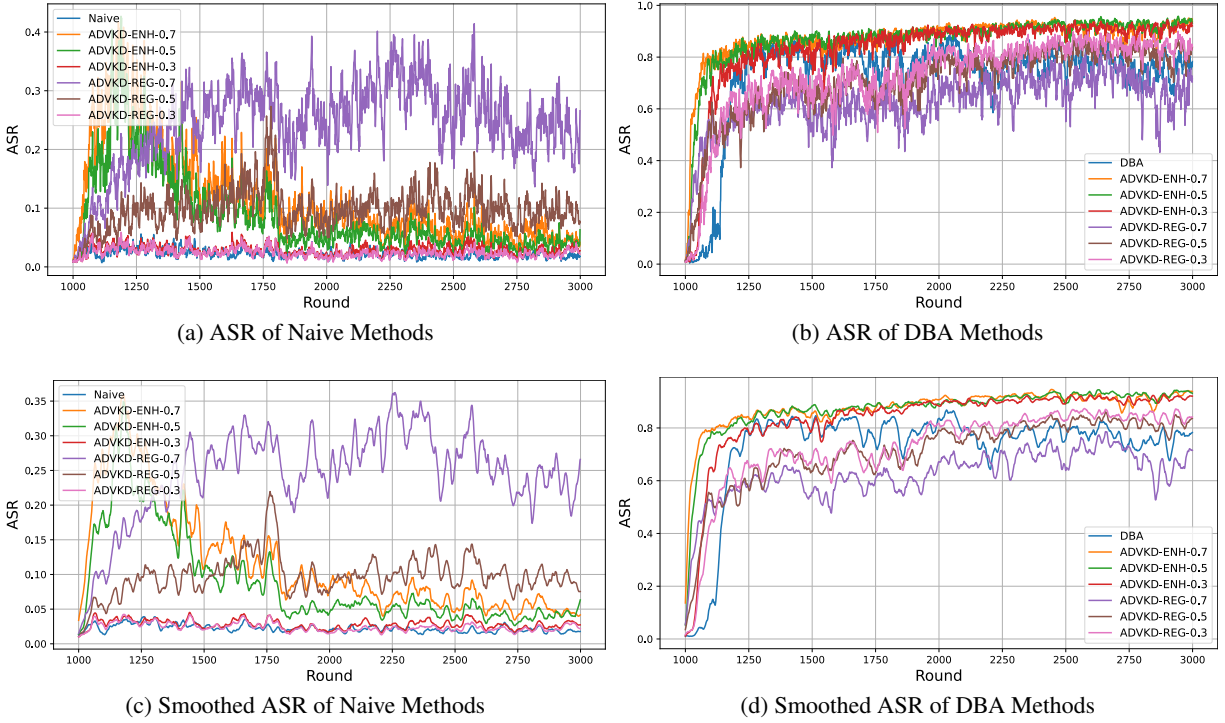 Naive
ADVKD-ENH-0.7
ADVKD-ENH-0.5
ADVKD-ENH-0.3
ADVKD-REG-0.7
ADVKD-REG-0.5
ADVKD-REG-0.3
0.4
0.3
0.2
0.1
0.0
ASR
1000 1250 1500 1750 2000 2250 2500 2750 3000
Round
(a) ASR of Naive Methods
1.0
0.8
0.6
0.4
0.2
0.0
ASR
DBA
ADVKD-ENH-0.7
ADVKD-ENH-0.5
ADVKD-ENH-0.3
ADVKD-REG-0.7
ADVKD-REG-0.5
ADVKD-REG-0.3
1000 1250 1500 1750 2000 2250 2500 2750 3000
Round
(b) ASR of DBA Methods
Naive
ADVKD-ENH-0.7
ADVKD-ENH-0.5
ADVKD-ENH-0.3
ADVKD-REG-0.7
ADVKD-REG-0.5
ADVKD-REG-0.3
0.35
0.30
0.25
0.20
0.15
0.10
0.05
0.00
ASR
1000 1250 1500 1750 2000 2250 2500 2750 3000
Round
(c) Smoothed ASR of Naive Methods
0.8
0.6
0.4
0.2
0.0
ASR
DBA
ADVKD-ENH-0.7
ADVKD-ENH-0.5
ADVKD-ENH-0.3
ADVKD-REG-0.7
ADVKD-REG-0.5
ADVKD-REG-0.3
1000 1250 1500 1750 2000 2250 2500 2750 3000
Round
(d) Smoothed ASR of DBA Methods